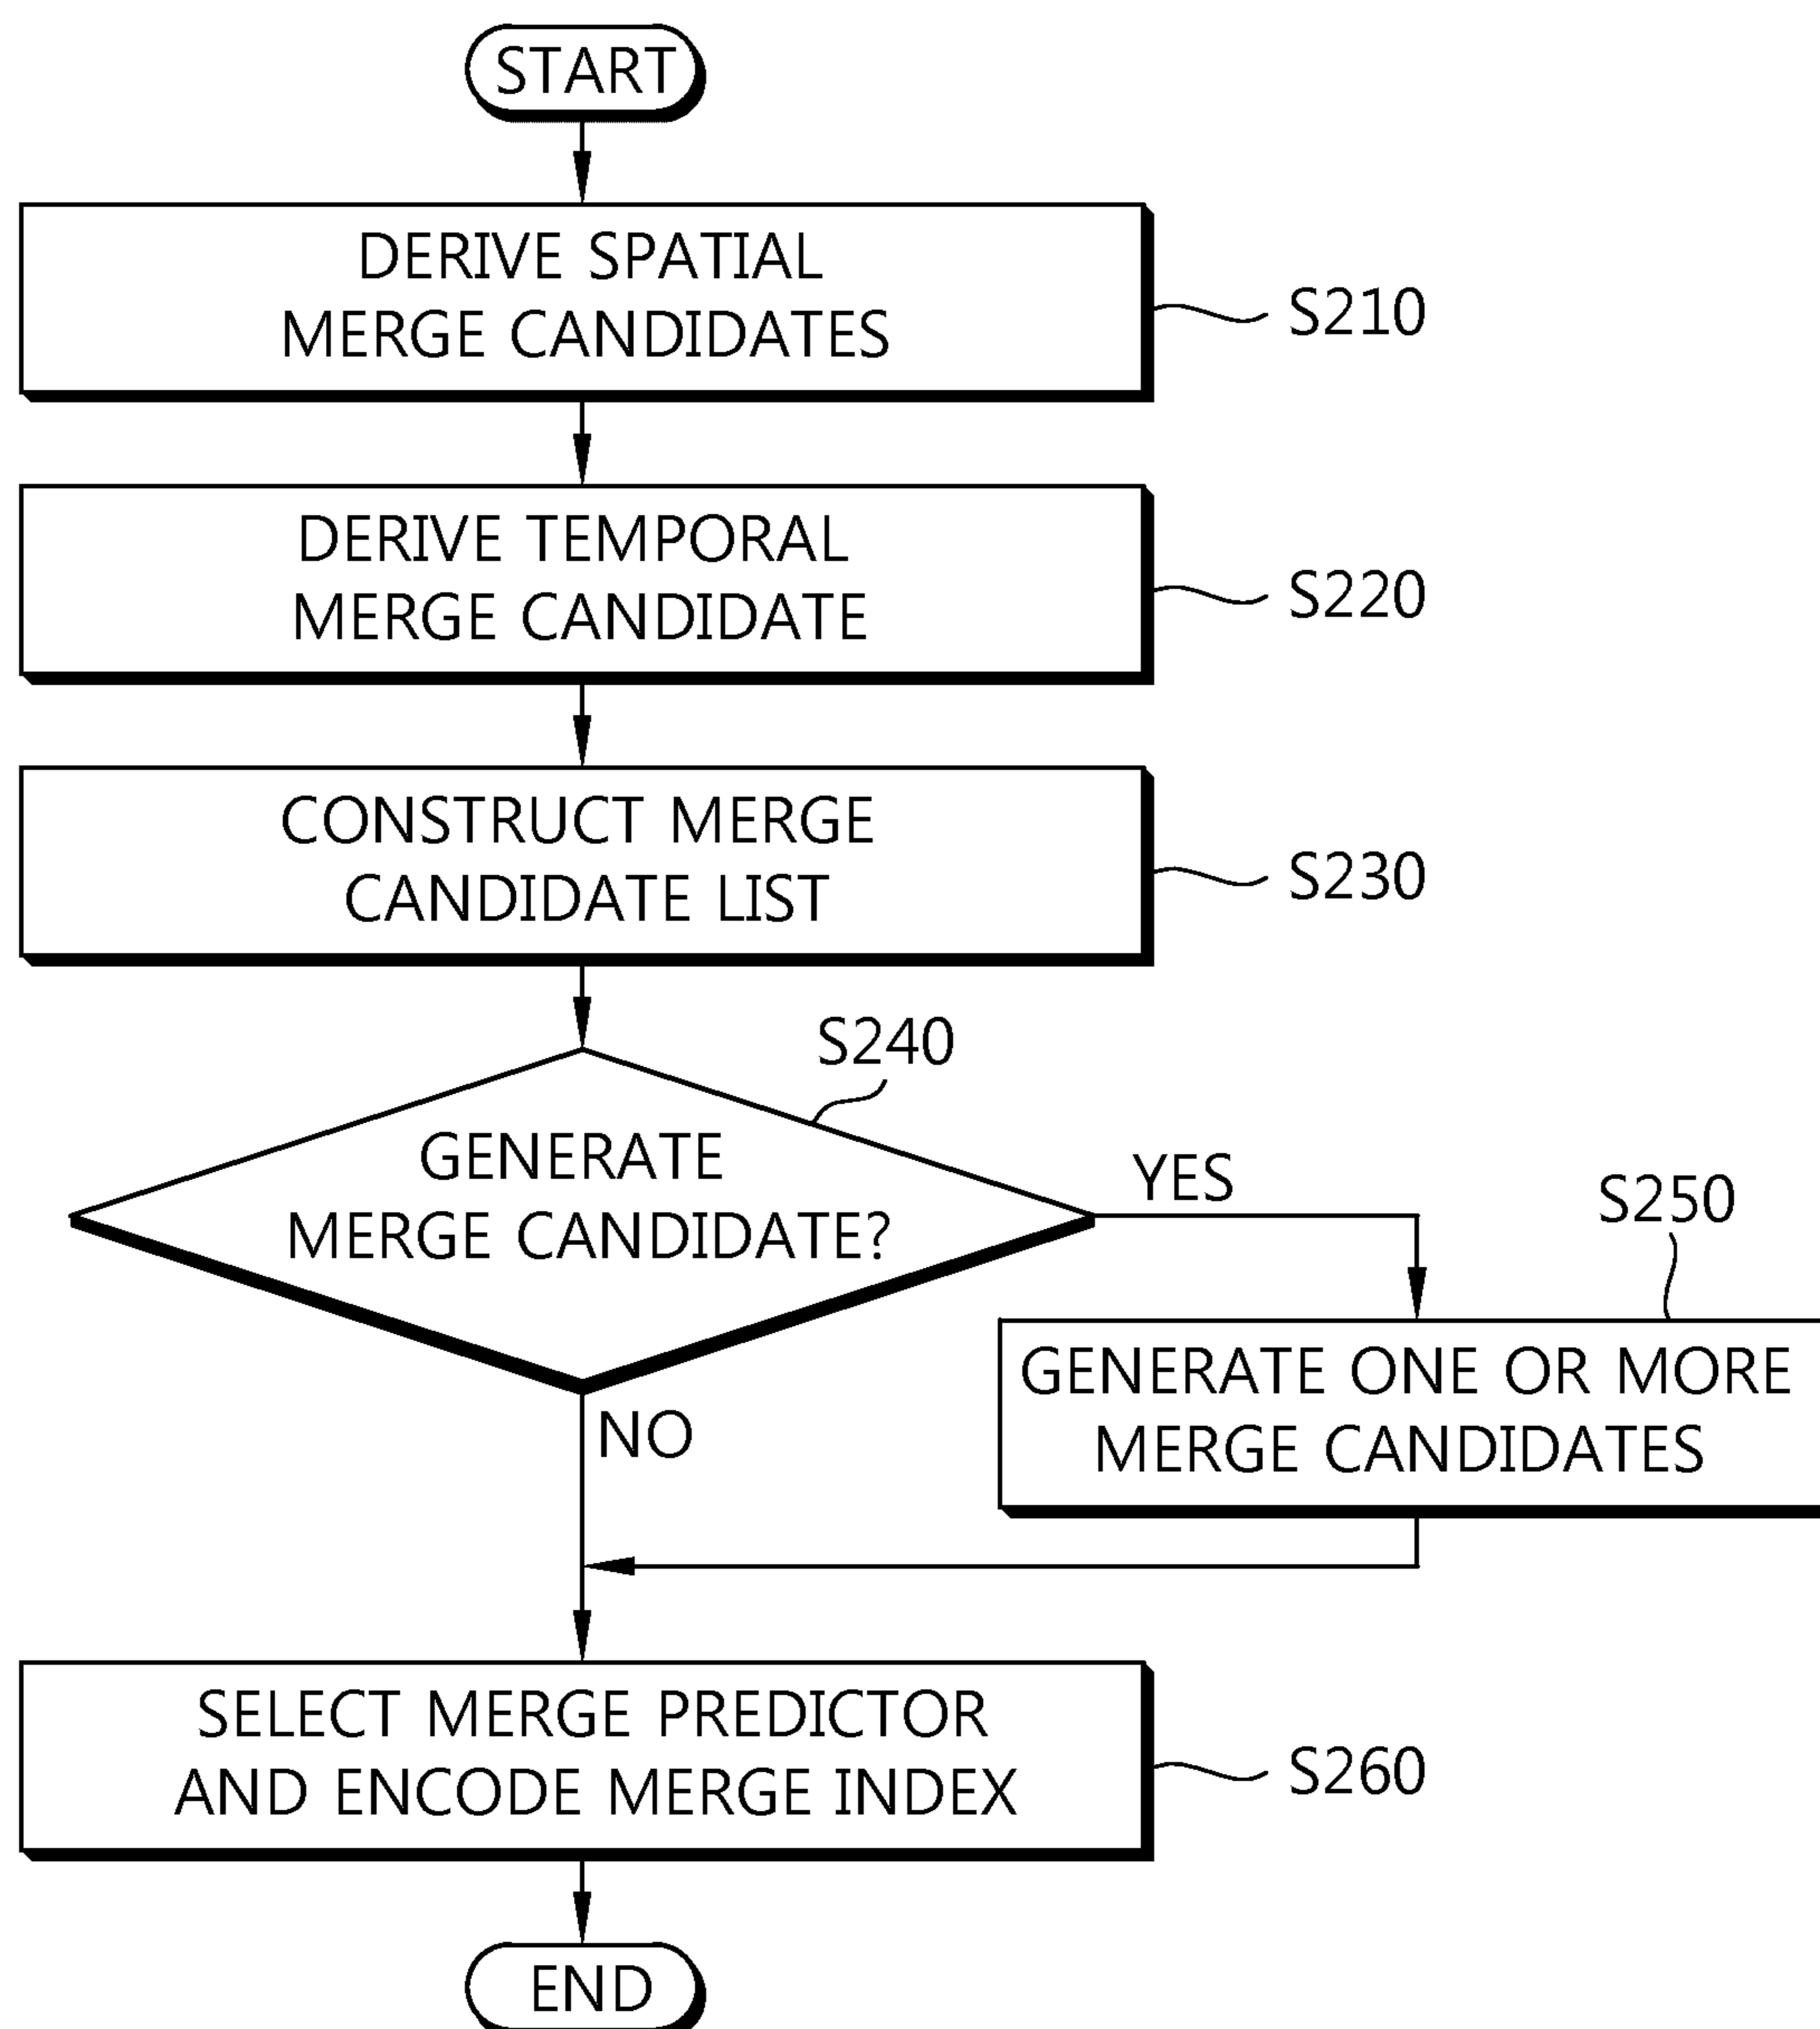 START
DERIVE SPATIAL
MERGE CANDIDATES
S210
DERIVE TEMPORAL
MERGE CANDIDATE
S220
CONSTRUCT MERGE
CANDIDATE LIST
S230
S240
GENERATE
MERGE CANDIDATE?
YES
S250
GENERATE ONE OR MORE
MERGE CANDIDATES
NO
SELECT MERGE PREDICTOR
AND ENCODE MERGE INDEX
S260
END